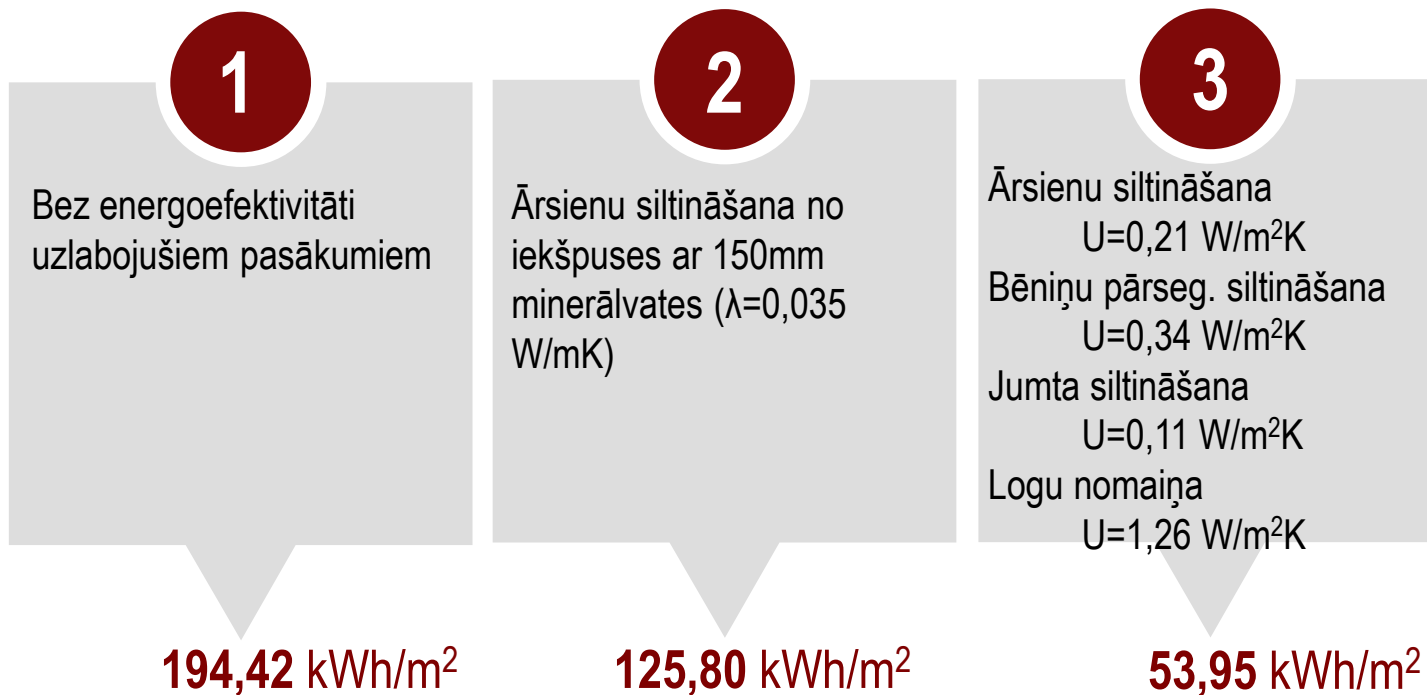 1
Bez energoefektivitāti
uzlabojušiem pasākumiem
194,42 kWh/m²
2
Ārsienu siltināšana no
iekšpuses ar 150mm
minerālvates (λ=0,035
W/mK)
125,80 kWh/m²
3
Ārsienu siltināšana
U=0,21 W/m²K
Bēniņu pārseg. siltināšana
U=0,34 W/m²K
Jumta siltināšana
U=0,11 W/m²K
Logu nomaiņa
U=1,26 W/m²K
53,95 kWh/m²